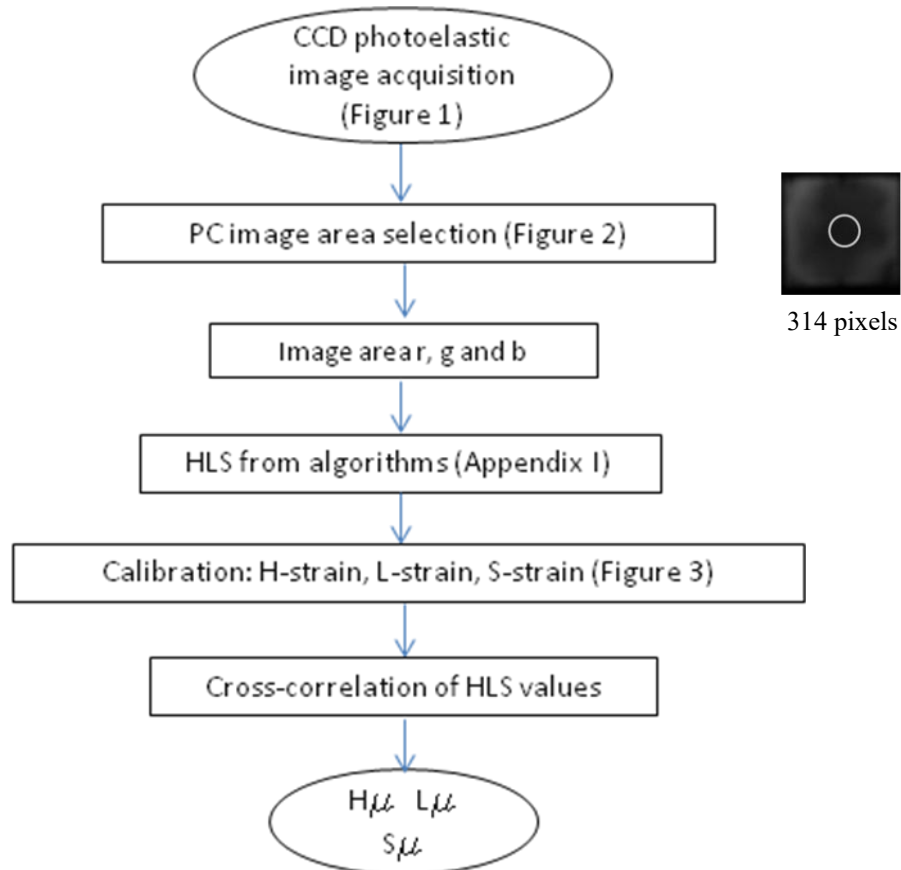 CCD photoelastic
image acquisition
(Figure 1)
PC image area selection (Figure 2)
314 pixels
Image area r, g and b
HLS from algorithms (Appendix I)
Calibration: H-strain, L-strain, S-strain (Figure 3)
Cross-correlation of HLS values
Hμ Lμ
Sμ